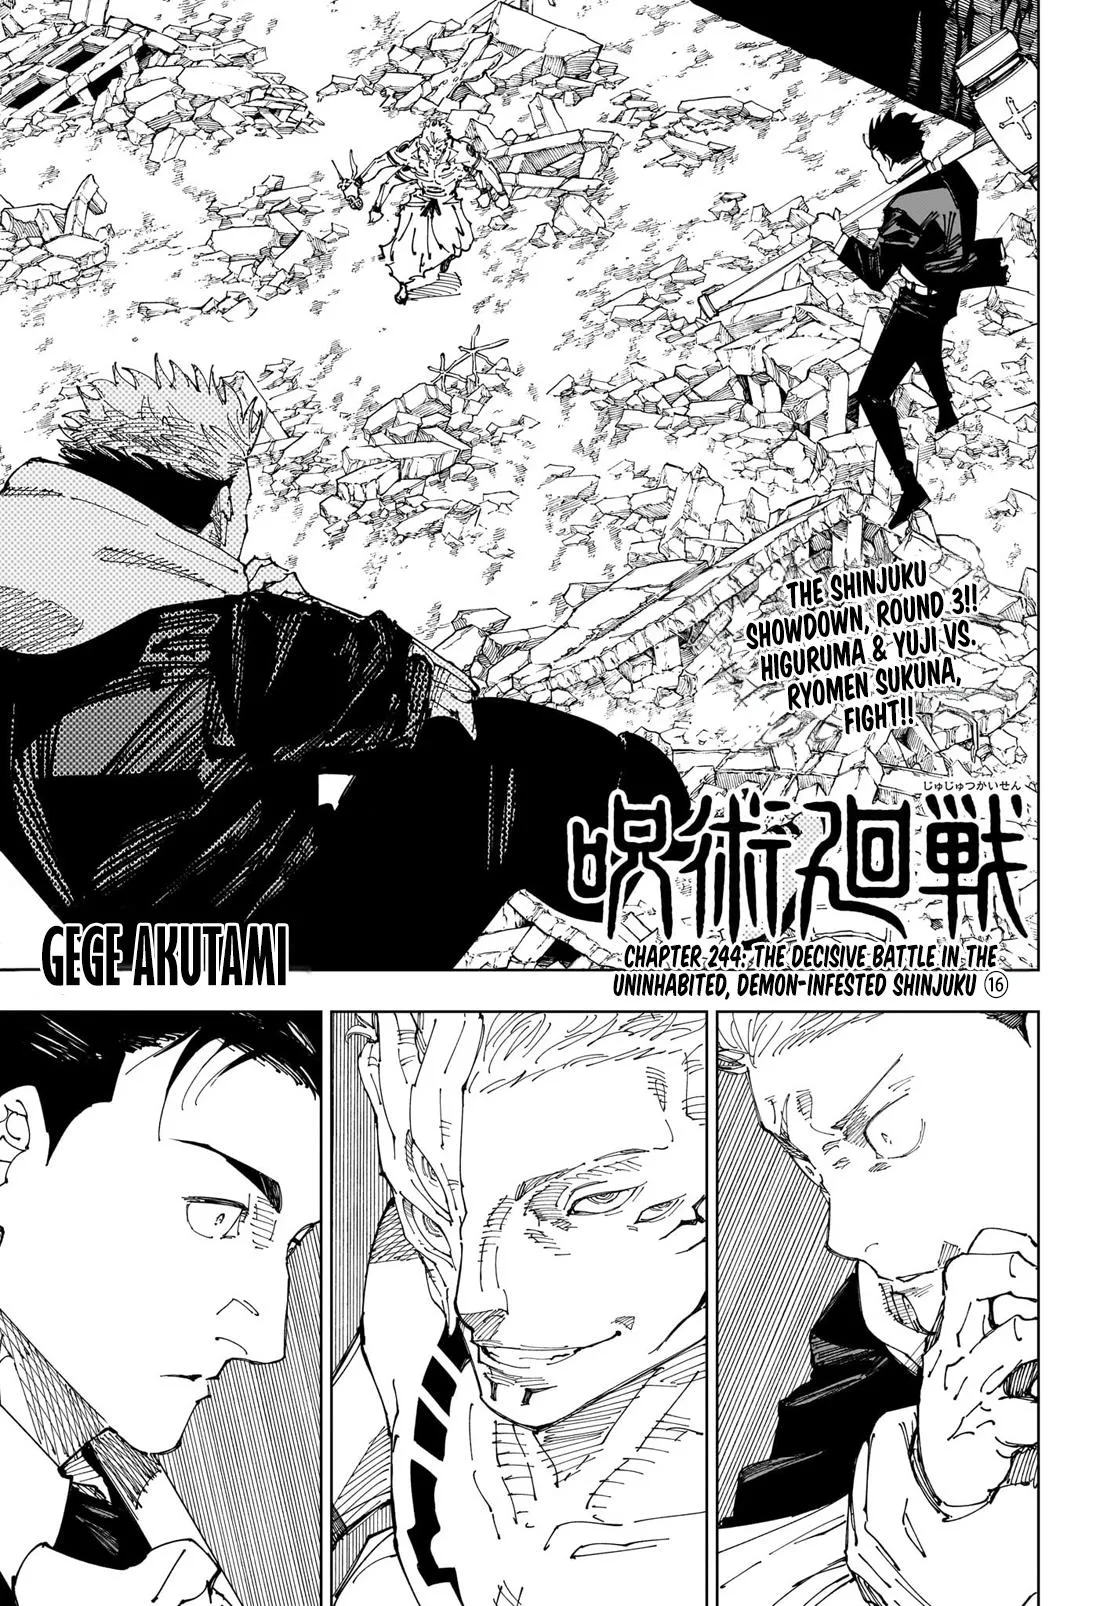 THE SHINJUKU
SHOWDOWN, ROUND 3!!
HIGURUMA & YUJI VS.
RYOMEN SUKUNA,
FIGHT!!
じゅじゅつかいせん
呪術廻戦
GEGE AKUTAMI
CHAPTER 244: THE DECISIVE BATTLE IN THE
UNINHABITED, DEMON-INFESTED SHINJUKU ⑯